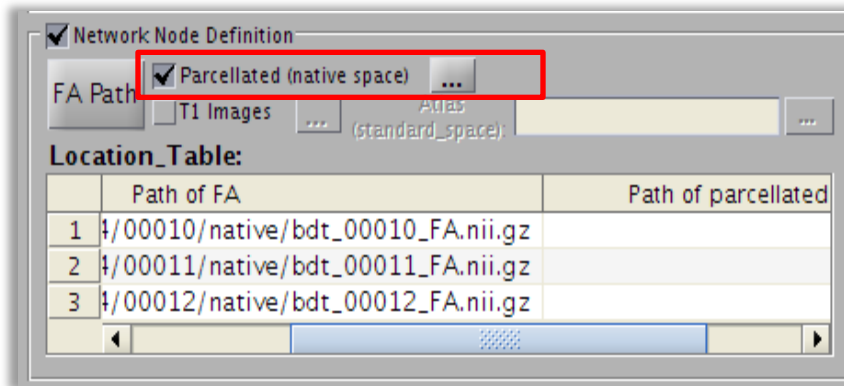 Network Node Definition
FA Path
Parcellated (native space) ...
T1 Images ... Atlas (standard_space): ...
Location_Table:
Path of FA Path of parcellated
1 4/00010/native/bdt_00010_FA.nii.gz
2 4/00011/native/bdt_00011_FA.nii.gz
3 4/00012/native/bdt_00012_FA.nii.gz